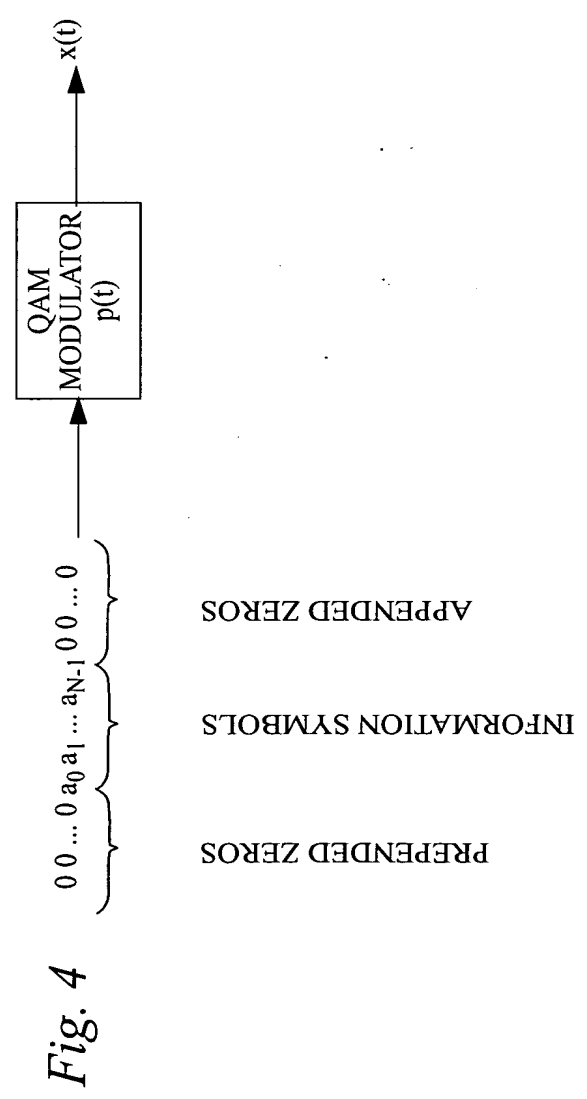 Fig. 4
0 0 ... 0 a0 a1 ... aN-1 0 0 ... 0
PREPENDED ZEROS
INFORMATION SYMBOLS
APPENDED ZEROS
QAM
MODULATOR
p(t)
x(t)